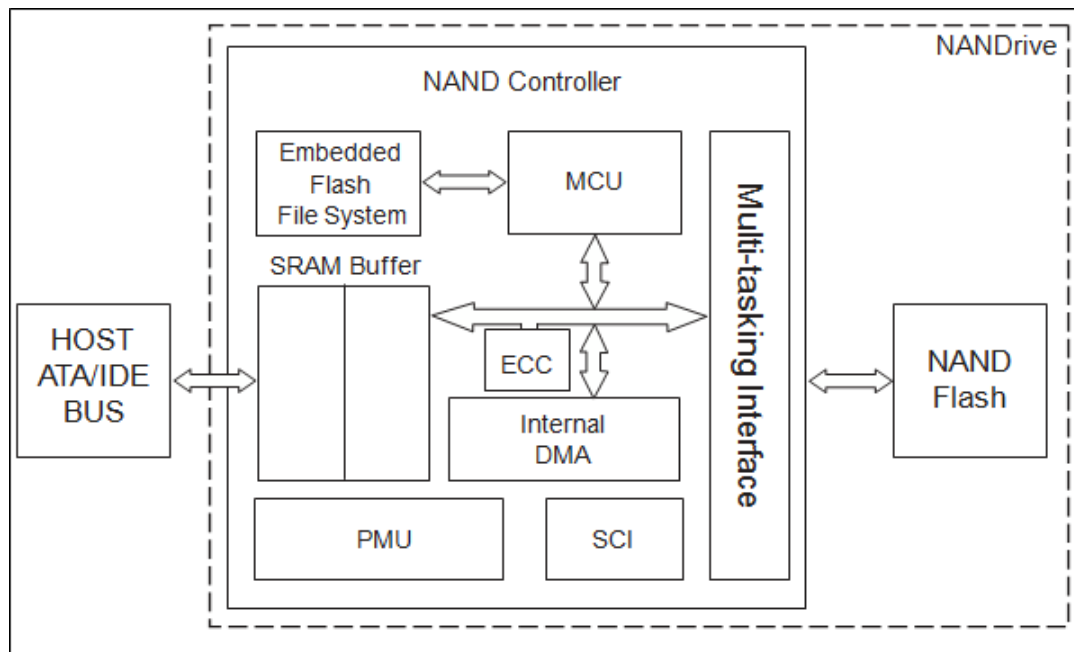 NANDrive
NAND Controller
Embedded
Flash
File System
MCU
Multi-tasking Interface
SRAM Buffer
HOST
ATA/IDE
BUS
ECC
NAND
Flash
Internal
DMA
PMU
SCI